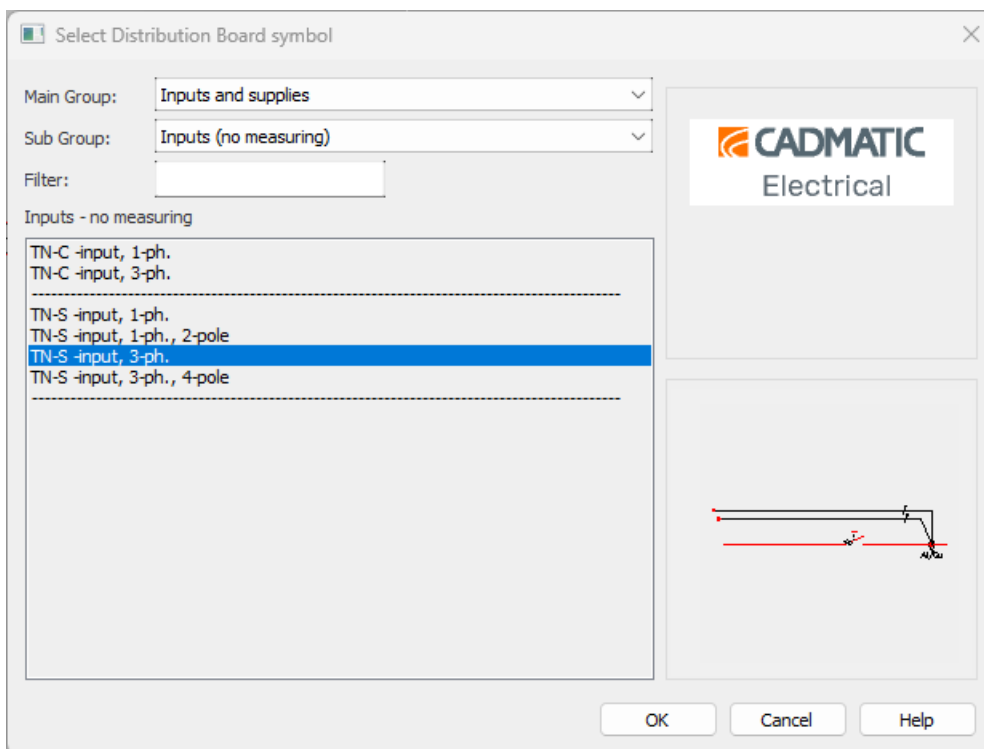 Select Distribution Board symbol
Main Group: Inputs and supplies
Sub Group: Inputs (no measuring)
Filter:
Inputs - no measuring
TN-C -input, 1-ph.
TN-C -input, 3-ph.
TN-S -input, 1-ph.
TN-S -input, 1-ph., 2-pole
TN-S -input, 3-ph.
TN-S -input, 3-ph., 4-pole
CADMATIC
Electrical
Al/Cu
OK Cancel Help